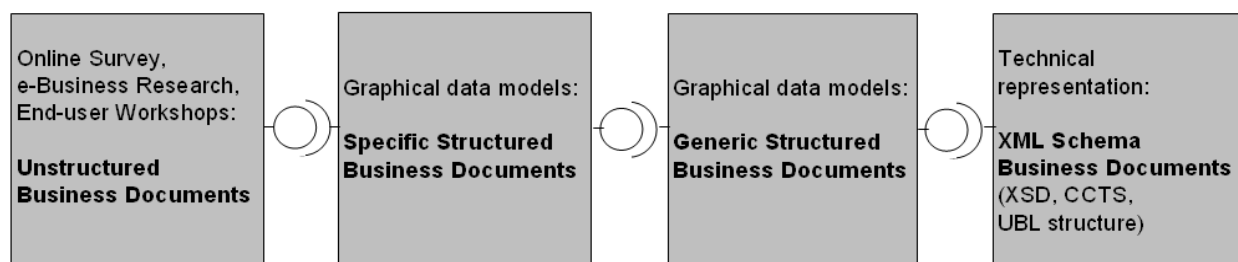 Online Survey,
e-Business Research,
End-user Workshops:
Unstructured
Business Documents
Graphical data models:
Specific Structured
Business Documents
Graphical data models:
Generic Structured
Business Documents
Technical
representation:
XML Schema
Business Documents
(XSD, CCTS,
UBL structure)